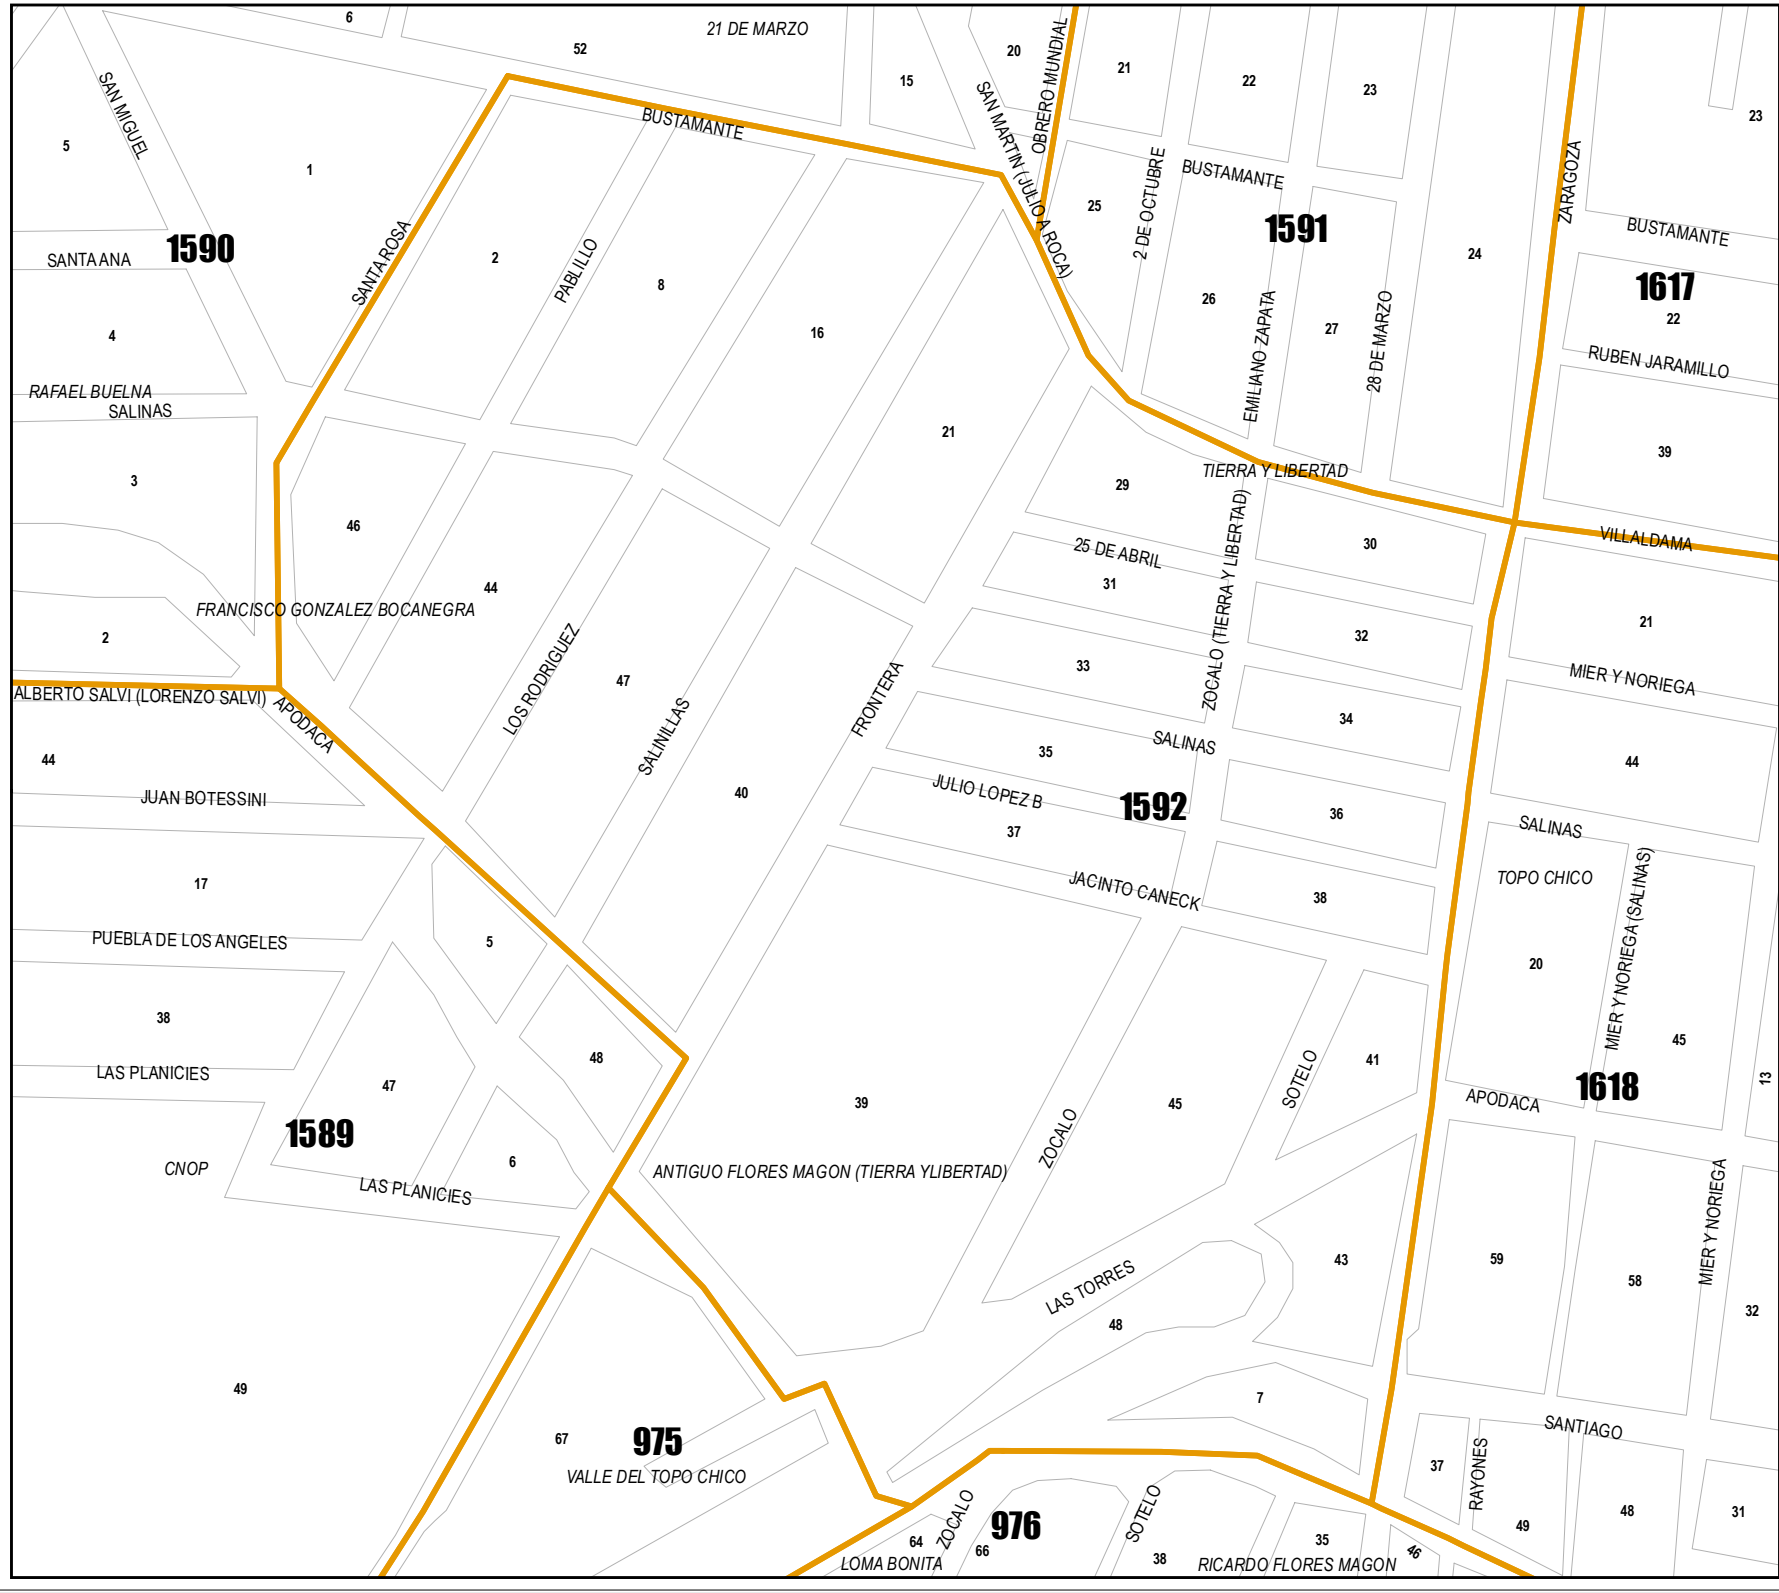 6
21 DE MARZO
52
20
OBRERO MUNDIAL
21
22
23
15
SAN MIGUEL
SAN MARTIN (JULIO A ROCA)
23
BUSTAMANTE
5
1
ZARAGOZA
2 DE OCTUBRE
BUSTAMANTE
25
1591
BUSTAMANTE
1590
SANTA ANA
SANTA ROSA
2
PABLILLO
8
24
1617
26
EMILIANO ZAPATA
27
28 DE MARZO
22
4
16
RUBEN JARAMILLO
RAFAEL BUELNA
SALINAS
21
39
TIERRA Y LIBERTAD
3
29
46
ZOCALO (TIERRA Y LIBERTAD)
30
VILLALDAMA
25 DE ABRIL
31
44
FRANCISCO GONZALEZ BOCANEGRA
2
32
21
33
LOS RODRIGUEZ
47
FRONTERA
MIER Y NORIEGA
ALBERTO SALVI (LORENZO SALVI)
APODACA
34
SALINILLAS
SALINAS
44
35
44
JUAN BOTESSINI
40
JULIO LOPEZ B
1592
36
37
SALINAS
17
JACINTO CANECK
38
TOPO CHICO
MIER Y NORIEGA (SALINAS)
PUEBLA DE LOS ANGELES
5
20
38
48
45
41
LAS PLANICIES
47
SOTELO
13
39
45
1618
APODACA
1589
ZOCALO
6
CNOP
ANTIGUO FLORES MAGON (TIERRA YLIBERTAD)
LAS PLANICIES
MIER Y NORIEGA
43
59
58
LAS TORRES
48
32
49
7
67
975
SANTIAGO
VALLE DEL TOPO CHICO
37
RAYONES
ZOCALO
976
SOTELO
49
48
31
64
66
LOMA BONITA
38
35
46
RICARDO FLORES MAGON